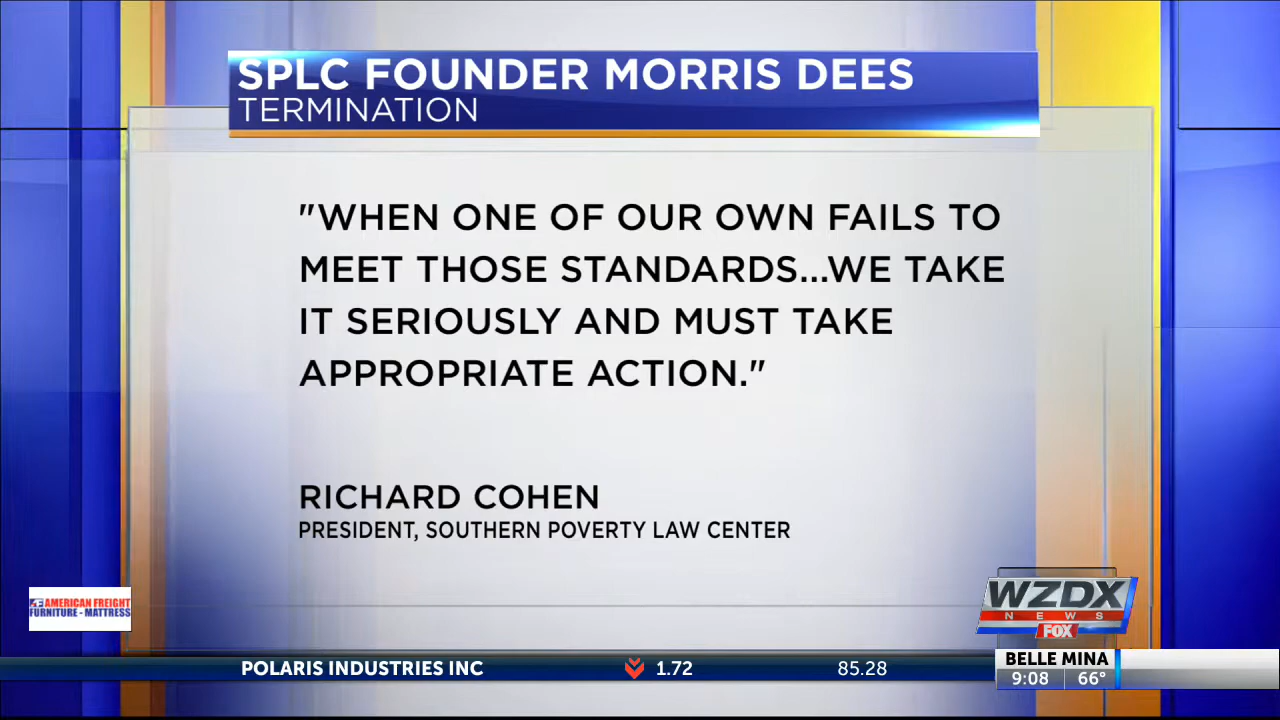 SPLC FOUNDER MORRIS DEES
TERMINATION
"WHEN ONE OF OUR OWN FAILS TO
MEET THOSE STANDARDS...WE TAKE
IT SERIOUSLY AND MUST TAKE
APPROPRIATE ACTION."
RICHARD COHEN
PRESIDENT, SOUTHERN POVERTY LAW CENTER
AF AMERICAN FREIGHT
FURNITURE - MATTRESS
WZDX
NEWS
FOX
POLARIS INDUSTRIES INC 1.72 85.28
BELLE MINA
9:08 66°